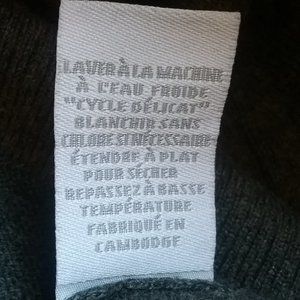 LAVER À LA MACHINE
À L'EAU FROIDE
"CYCLE DÉLICAT"
BLANCHIR SANS
CHLORE SI NÉCESSAIRE
ÉTENDRE À PLAT
POUR SÉCHER
REPASSEZ À BASSE
TEMPÉRATURE
FABRIQUÉ EN
CAMBODGE